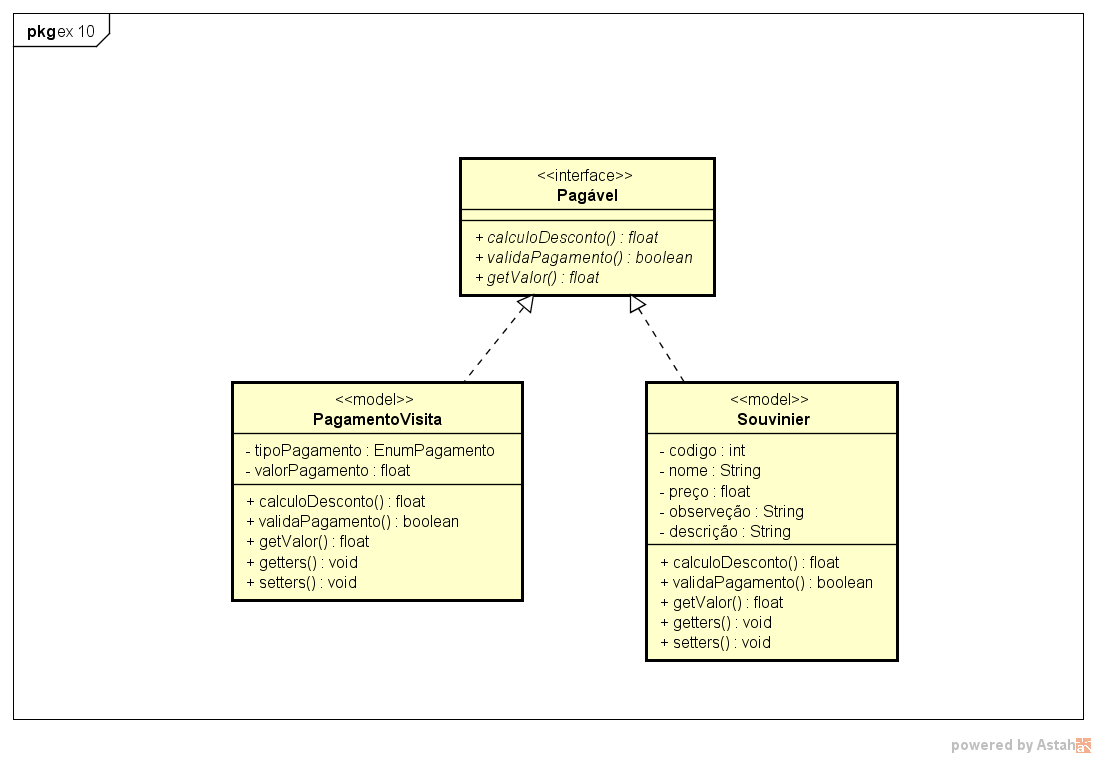 pkg ex 10
<<interface>>
Pagável
+ calculoDesconto() : float
+ validaPagamento() : boolean
+ getValor() : float
<<model>>
PagamentoVisita
- tipoPagamento : EnumPagamento
- valorPagamento : float
+ calculoDesconto() : float
+ validaPagamento() : boolean
+ getValor() : float
+ getters() : void
+ setters() : void
<<model>>
Souvinier
- codigo : int
- nome : String
- preço : float
- observeção : String
- descrição : String
+ calculoDesconto() : float
+ validaPagamento() : boolean
+ getValor() : float
+ getters() : void
+ setters() : void
powered by Astah